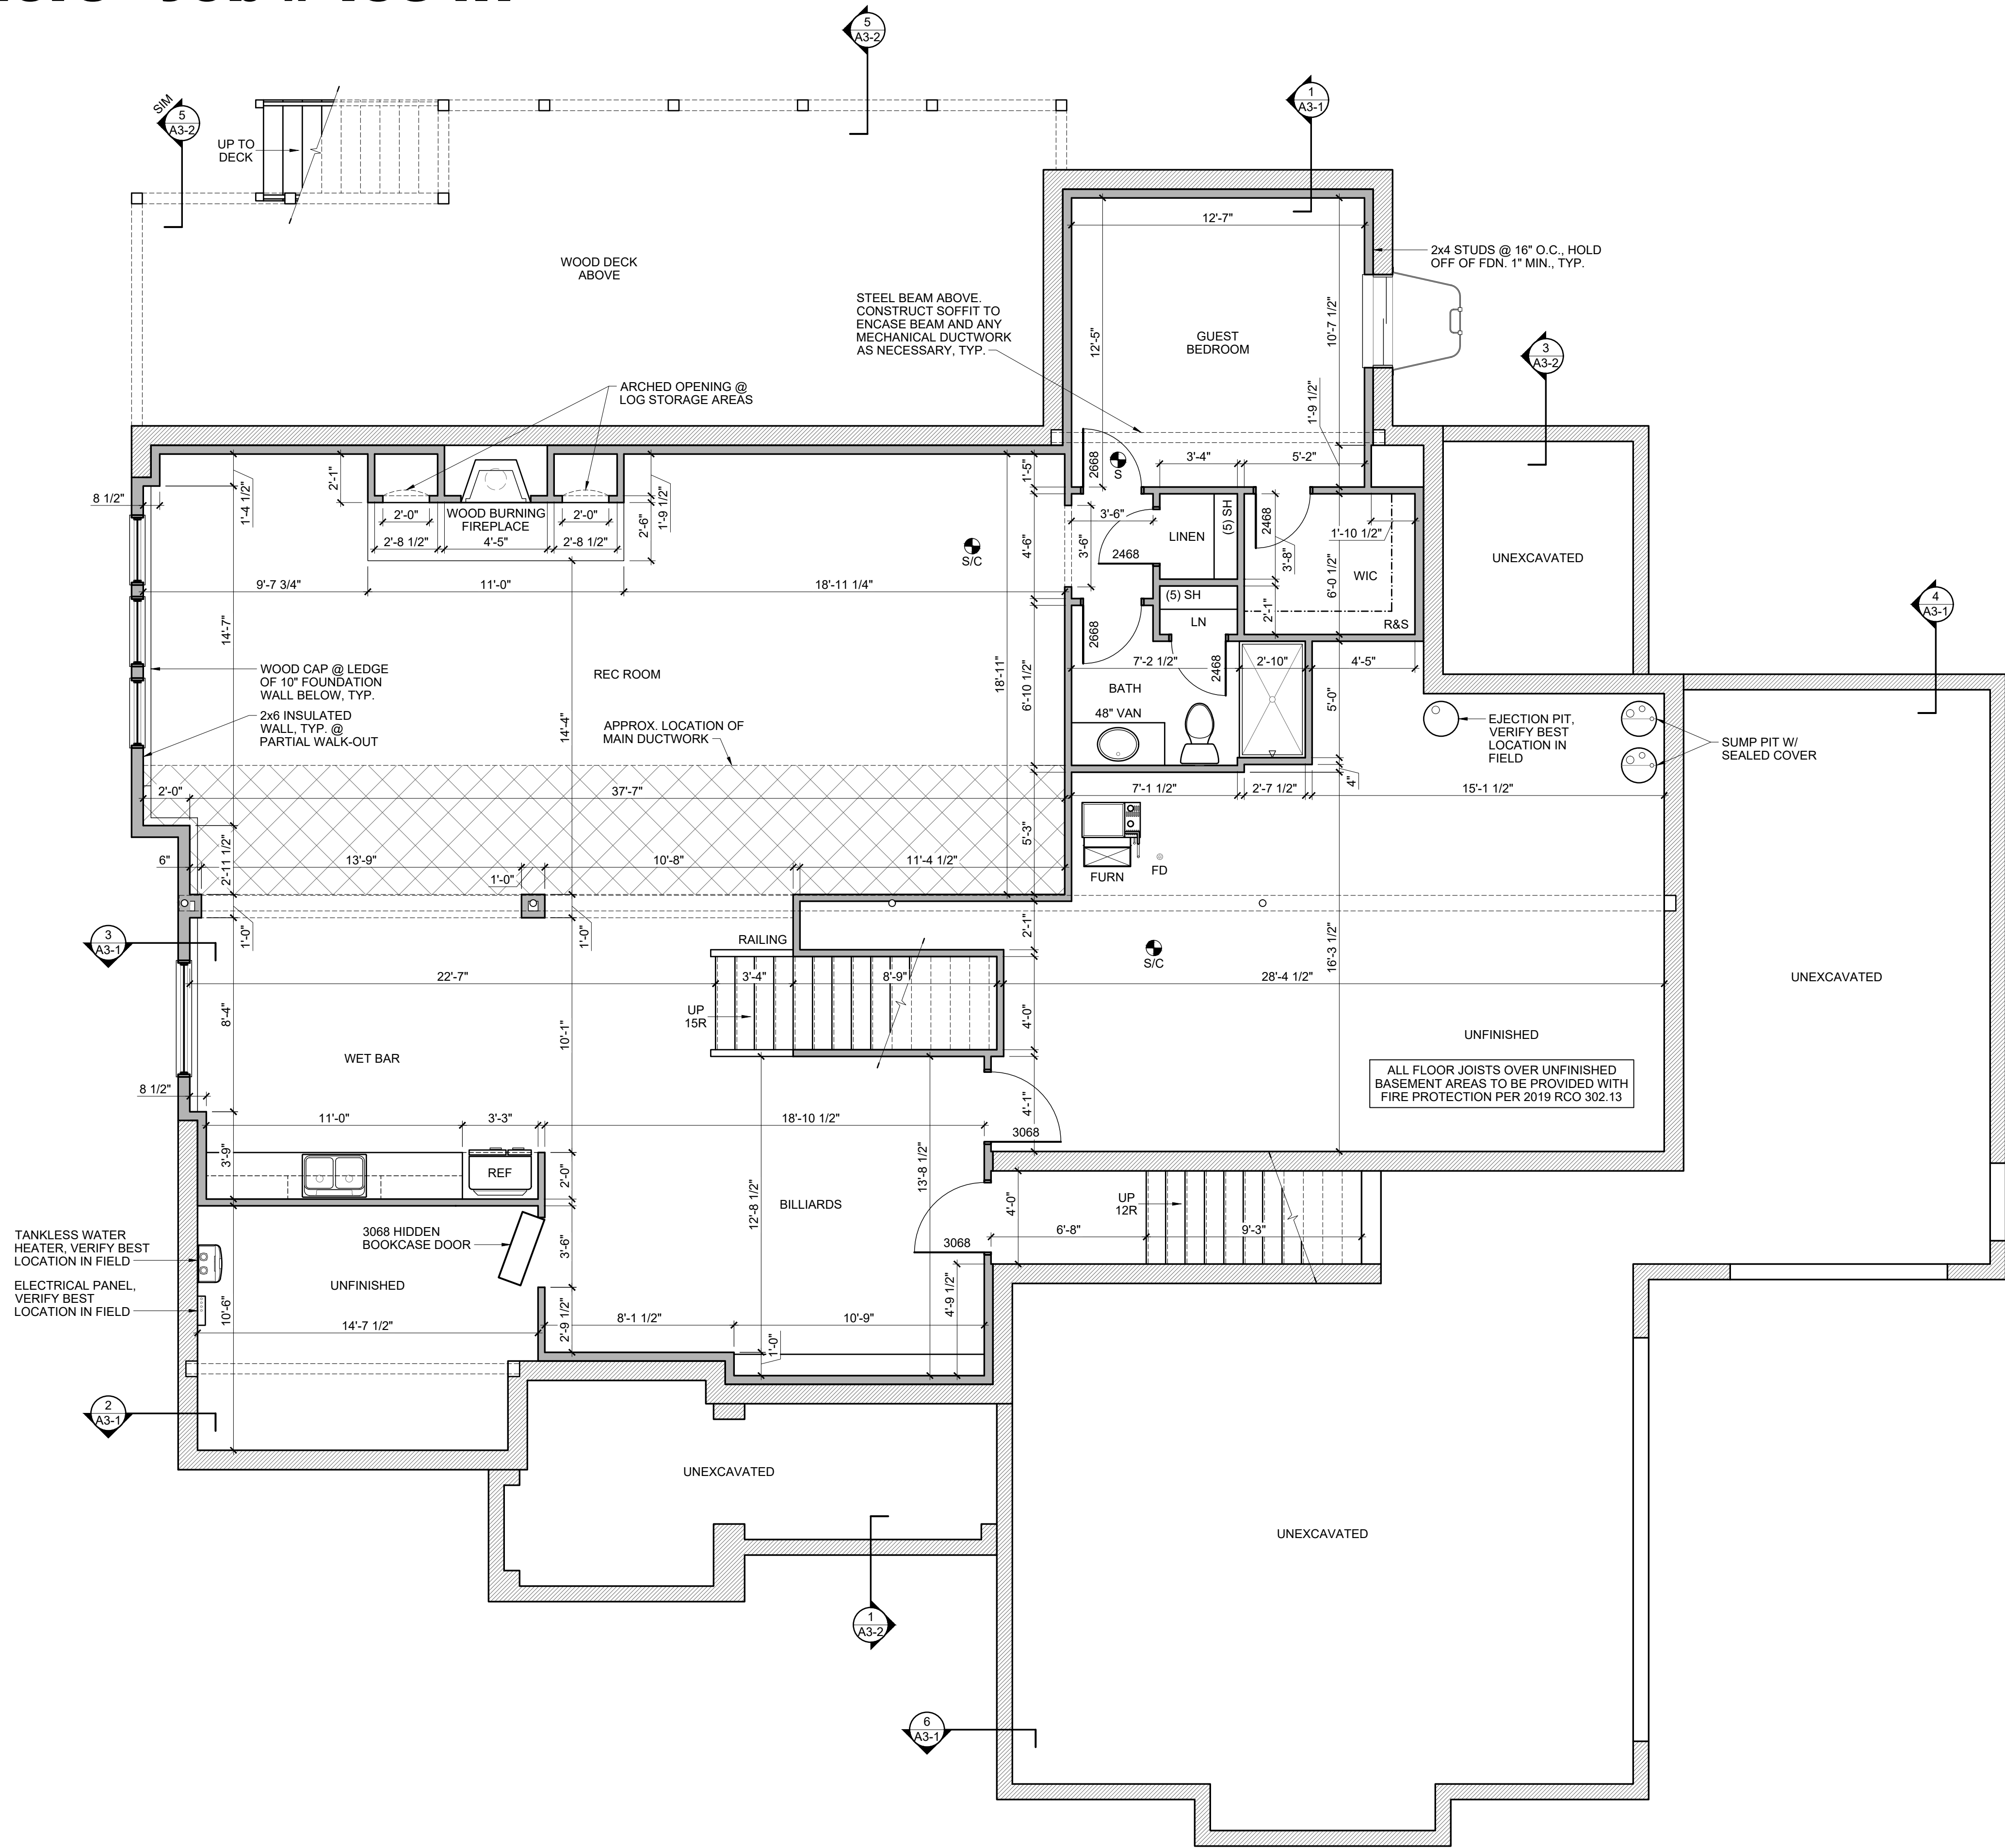 5
A3-2
1
A3-1
SIM
5
A3-2
UP TO
DECK
WOOD DECK
ABOVE
12'-7"
2x4 STUDS @ 16" O.C., HOLD
OFF OF FDN. 1" MIN., TYP.
STEEL BEAM ABOVE.
CONSTRUCT SOFFIT TO
ENCASE BEAM AND ANY
MECHANICAL DUCTWORK
AS NECESSARY, TYP.
12'-5"
GUEST
BEDROOM
10'-7 1/2"
1'-9 1/2"
3
A3-2
ARCHED OPENING @
LOG STORAGE AREAS
8 1/2"
1'-4 1/2"
2'-1"
2'-0"
WOOD BURNING
FIREPLACE
2'-0"
2'-8 1/2"
4'-5"
2'-8 1/2"
2'-6"
1'-9 1/2"
1'-5"
2668
S
3'-4"
5'-2"
S/C
4'-6"
3'-6"
3'-6"
2468
LINEN
(5) SH
2468
3'-8"
1'-10 1/2"
6'-0 1/2"
WIC
R&S
UNEXCAVATED
9'-7 3/4"
11'-0"
18'-11 1/4"
(5) SH
LN
2'-1"
4
A3-1
14'-7"
WOOD CAP @ LEDGE
OF 10" FOUNDATION
WALL BELOW, TYP.
REC ROOM
18'-11"
6'-10 1/2"
2668
7'-2 1/2"
2468
2'-10"
4'-5"
BATH
48" VAN
5'-0"
2x6 INSULATED
WALL, TYP. @
PARTIAL WALK-OUT
14'-4"
APPROX. LOCATION OF
MAIN DUCTWORK
EJECTION PIT,
VERIFY BEST
LOCATION IN
FIELD
SUMP PIT W/
SEALED COVER
2'-0"
37'-7"
7'-1 1/2"
2'-7 1/2"
4"
15'-1 1/2"
2'-11 1/2"
6"
13'-9"
1'-0"
10'-8"
11'-4 1/2"
5'-3"
FURN
FD
1'-0"
1'-0"
3
A3-1
RAILING
2'-1"
S/C
16'-3 1/2"
22'-7"
3'-4"
8'-9"
28'-4 1/2"
UNEXCAVATED
8'-4"
UP
15R
4'-0"
10'-1"
UNFINISHED
WET BAR
ALL FLOOR JOISTS OVER UNFINISHED
BASEMENT AREAS TO BE PROVIDED WITH
FIRE PROTECTION PER 2019 RCO 302.13
8 1/2"
11'-0"
3'-3"
18'-10 1/2"
4'-1"
3068
3'-9"
REF
2'-0"
12'-8 1/2"
13'-8 1/2"
BILLIARDS
4'-0"
UP
12R
6'-8"
9'-3"
TANKLESS WATER
HEATER, VERIFY BEST
LOCATION IN FIELD
3068 HIDDEN
BOOKCASE DOOR
3'-6"
3068
ELECTRICAL PANEL,
VERIFY BEST
LOCATION IN FIELD
UNFINISHED
10'-6"
14'-7 1/2"
2'-9 1/2"
8'-1 1/2"
10'-9"
4'-9 1/2"
1'-0"
2
A3-1
UNEXCAVATED
UNEXCAVATED
1
A3-2
6
A3-1